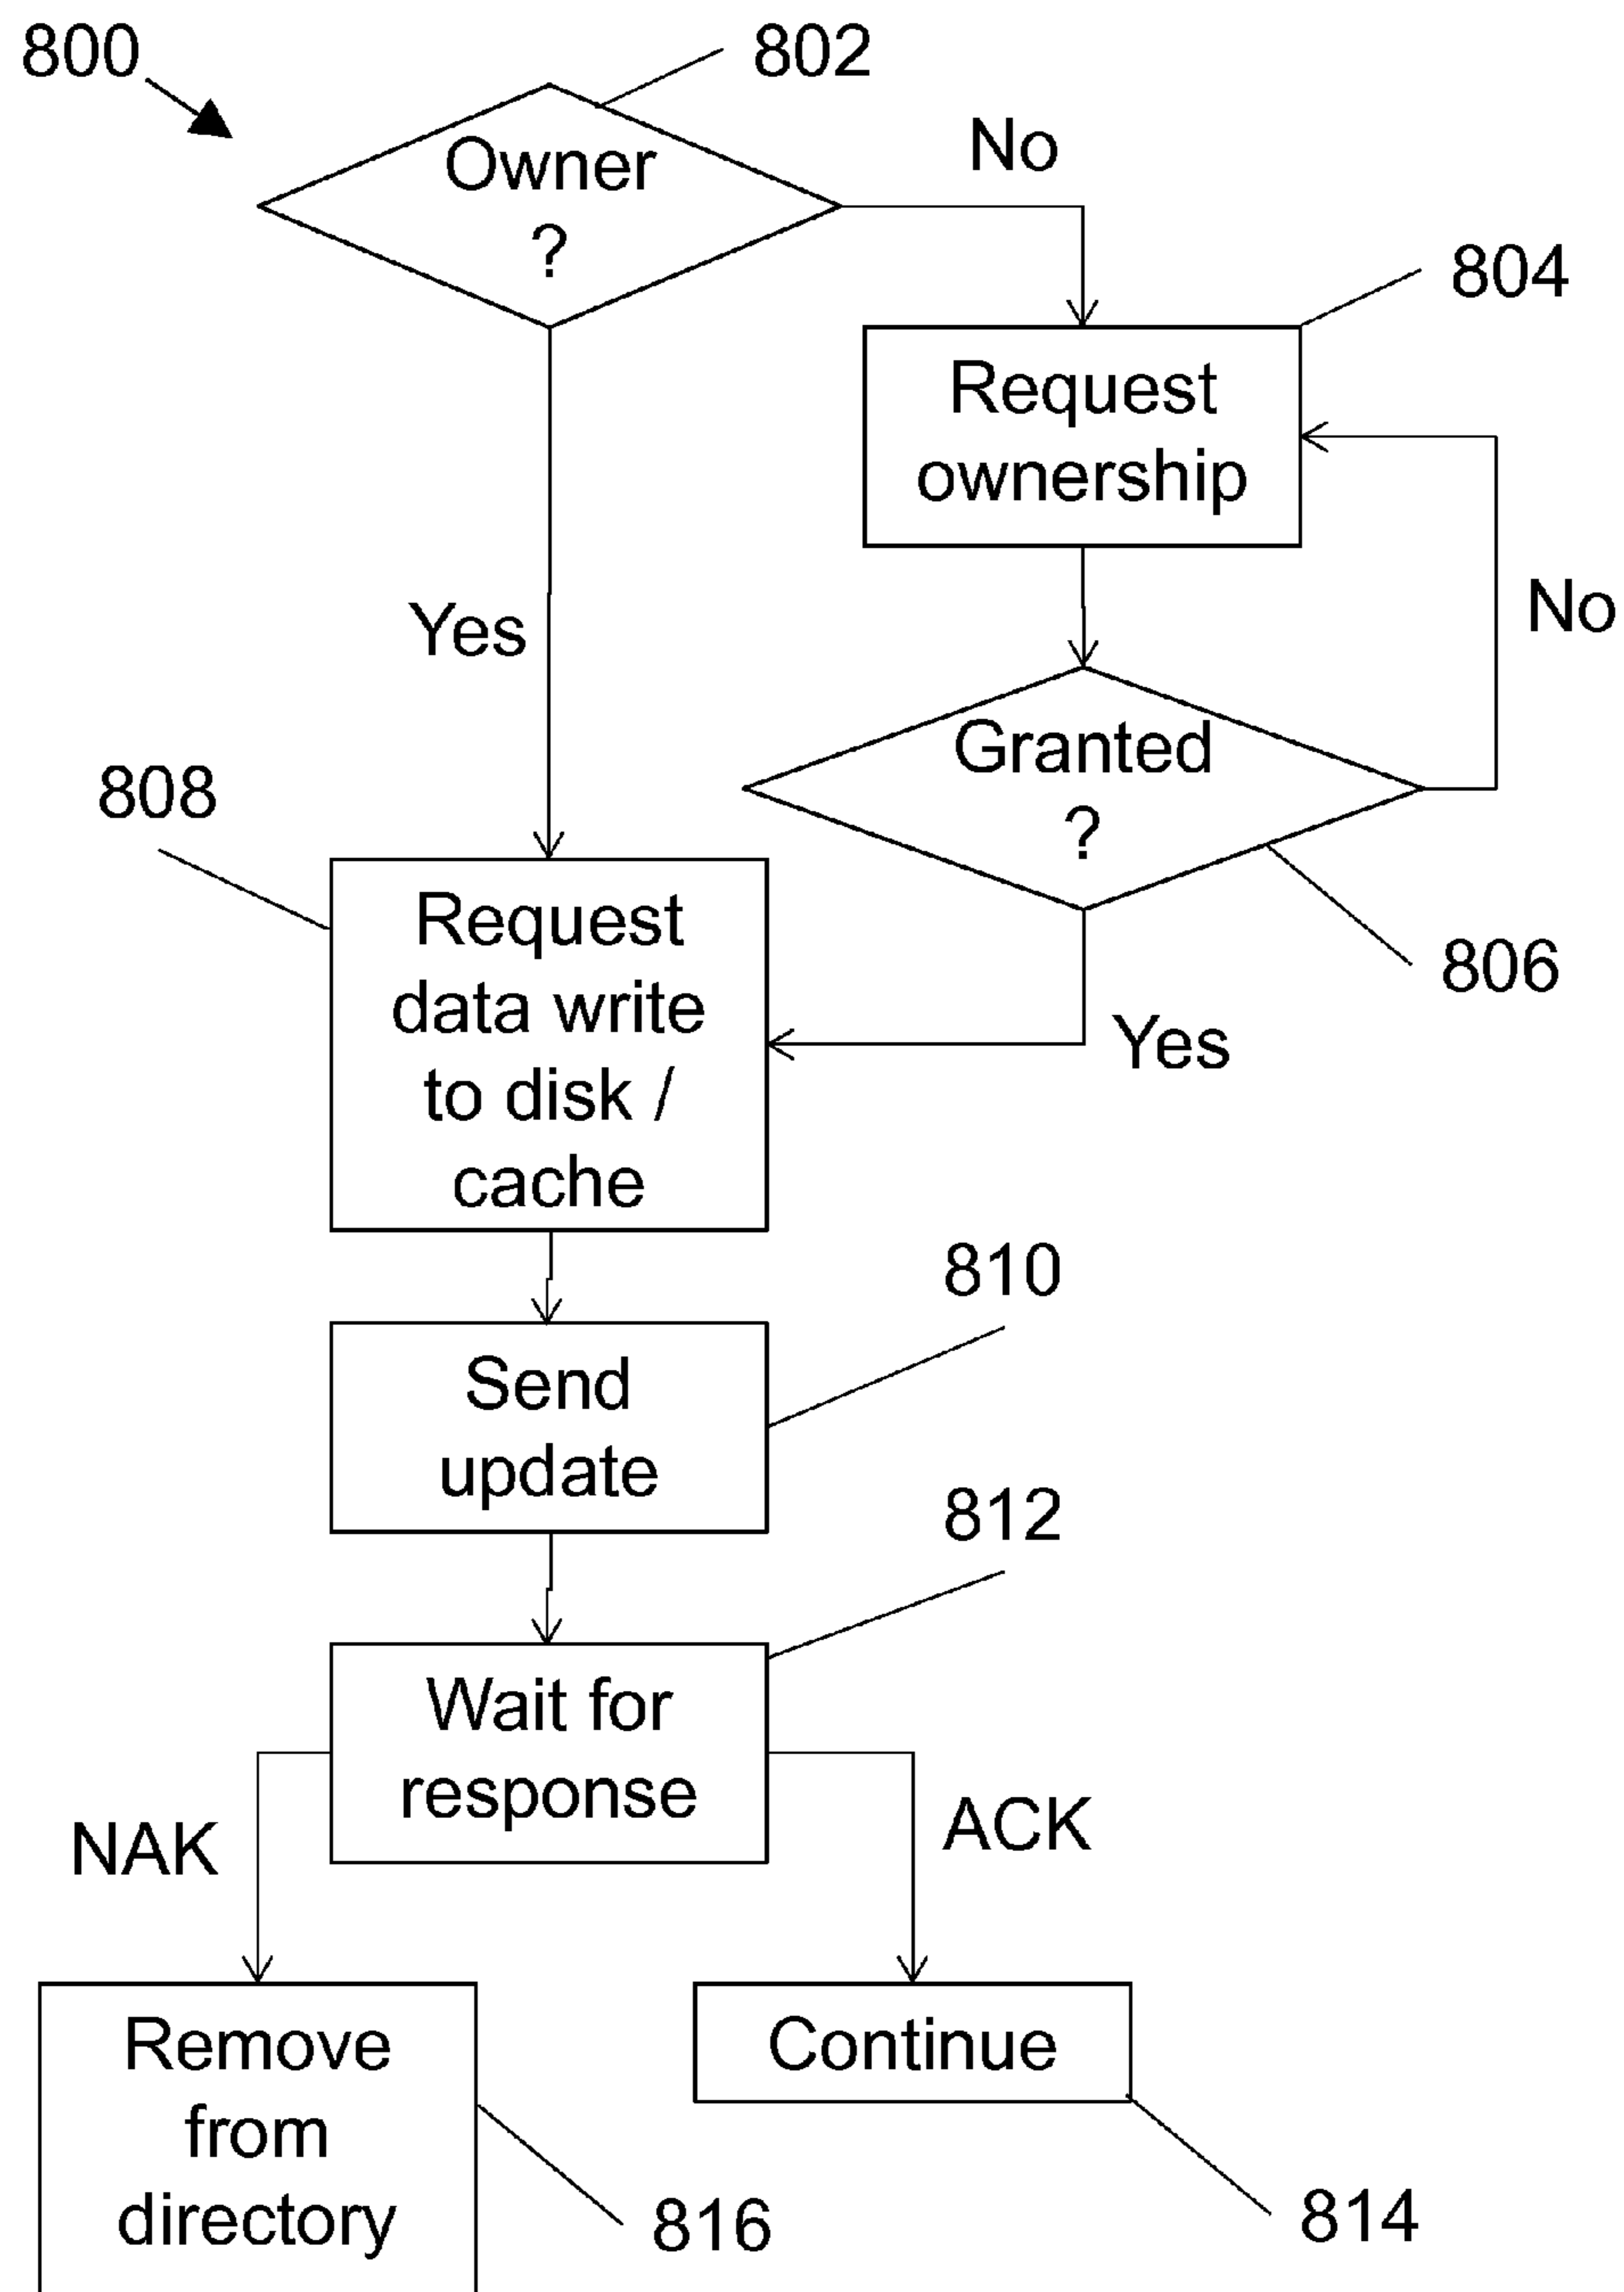 800
802
Owner
?
No
804
Request
ownership
No
Yes
Granted
?
808
806
Request
data write
to disk /
cache
Yes
810
Send
update
812
Wait for
response
NAK
ACK
Remove
from
directory
Continue
816
814